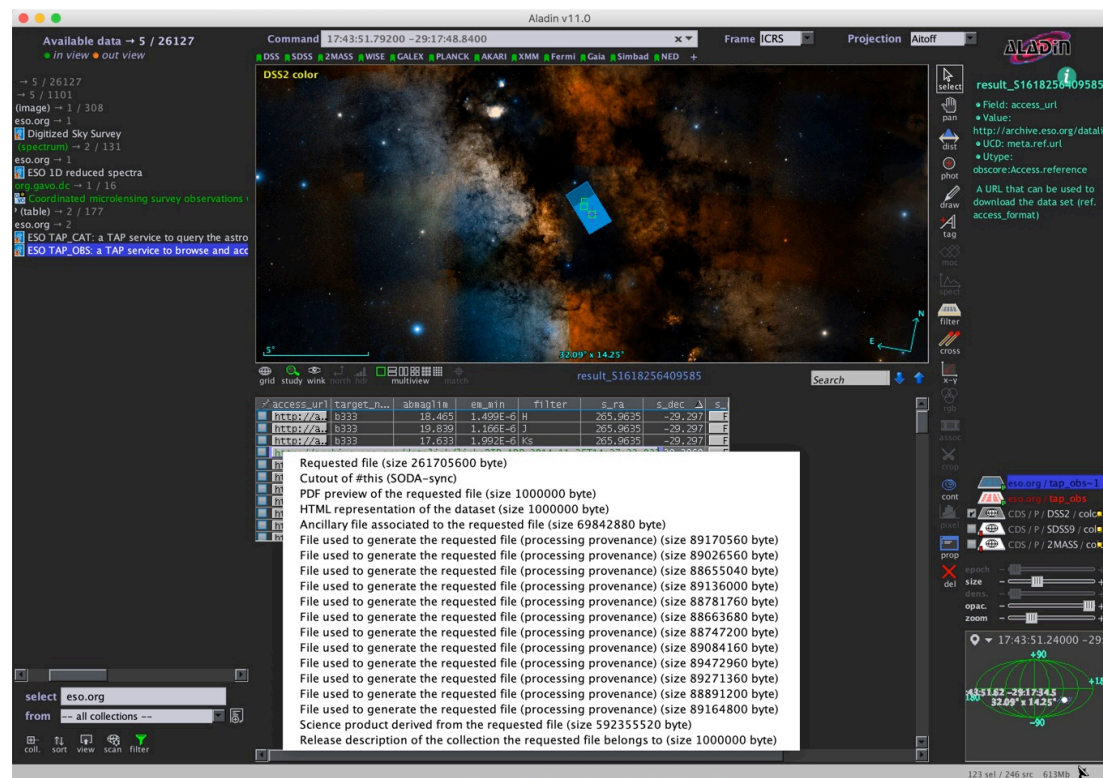 Aladin v11.0
Available data → 5 / 26127
in view out view
Command 17:43:51.79200 -29:17:48.8400
Frame ICRS
Projection Aitoff
ALADIN
DSS SDSS 2MASS WISE GALEX PLANCK AKARI XMM Fermi Gaia Simbad NED +
→ 5 / 26127
→ 5 / 1101
(image) → 1 / 308
eso.org → 1
Digitized Sky Survey
(spectrum) → 2 / 131
eso.org → 1
ESO 1D reduced spectra
org.gavo.dc → 1 / 16
Coordinated microlensing survey observations
(table) → 2 / 177
eso.org → 2
ESO TAP_CAT: a TAP service to query the astro
ESO TAP_OBS: a TAP service to browse and acc
DSS2 color
N
E
5°
32.09° x 14.25°
select
pan
dist
phot
draw
tag
moc
spect
filter
cross
x-y
rgb
assoc
crop
cont
pixel
prop
del
result_S1618256409585
Field: access_url
Value:
http://archive.eso.org/datali
UCD: meta.ref.url
Utype:
obscore:Access.reference
A URL that can be used to
download the data set (ref.
access_format)
grid study wink north hdr multiview match
result_S1618256409585
Search
access_url target_n... abmaglim em_min filter s_ra s_dec s_
http://a.. b333 18.465 1.499E-6 H 265.9635 -29.297 F
http://a.. b333 19.839 1.166E-6 J 265.9635 -29.297 F
http://a.. b333 17.633 1.992E-6 Ks 265.9635 -29.297 F
Requested file (size 261705600 byte)
Cutout of #this (SODA-sync)
PDF preview of the requested file (size 1000000 byte)
HTML representation of the dataset (size 1000000 byte)
Ancillary file associated to the requested file (size 69842880 byte)
File used to generate the requested file (processing provenance) (size 89170560 byte)
File used to generate the requested file (processing provenance) (size 89026560 byte)
File used to generate the requested file (processing provenance) (size 88655040 byte)
File used to generate the requested file (processing provenance) (size 89136000 byte)
File used to generate the requested file (processing provenance) (size 88781760 byte)
File used to generate the requested file (processing provenance) (size 88663680 byte)
File used to generate the requested file (processing provenance) (size 88747200 byte)
File used to generate the requested file (processing provenance) (size 89084160 byte)
File used to generate the requested file (processing provenance) (size 89472960 byte)
File used to generate the requested file (processing provenance) (size 89271360 byte)
File used to generate the requested file (processing provenance) (size 88891200 byte)
File used to generate the requested file (processing provenance) (size 89164800 byte)
Science product derived from the requested file (size 592355520 byte)
Release description of the collection the requested file belongs to (size 1000000 byte)
eso.org / tap_obs~1
eso.org / tap_obs
CDS / P / DSS2 / colo
CDS / P / SDSS9 / col
CDS / P / 2MASS / co
epoch
size
dens.
opac.
zoom
17:43:51.24000 -29:
+90
+18
180
43:51.62 -29:17:34.5
32.09° x 14.25°
-90
select eso.org
from -- all collections --
coll. sort view scan filter
123 sel / 246 src 613Mb